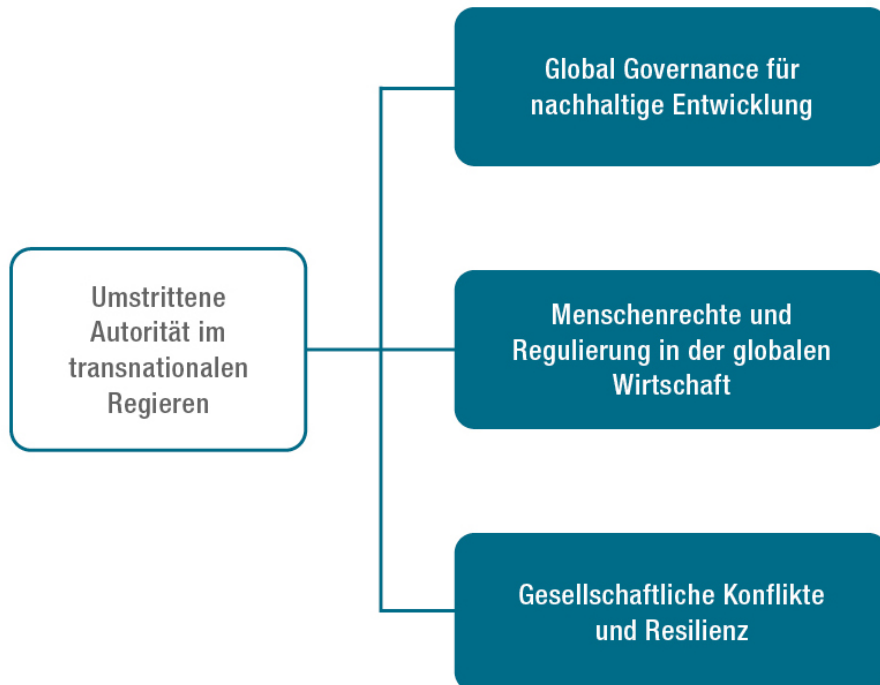 Global Governance für
nachhaltige Entwicklung
Umstrittene
Autorität im
transnationalen
Regieren
Menschenrechte und
Regulierung in der globalen
Wirtschaft
Gesellschaftliche Konflikte
und Resilienz